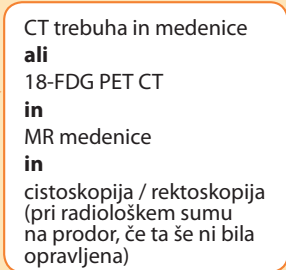 CT trebuha in medenice
ali
18-FDG PET CT
in
MR medenice
in
cistoskopija / rektoskopija
(pri radiološkem sumu
na prodor, če ta še ni bila
opravljena)